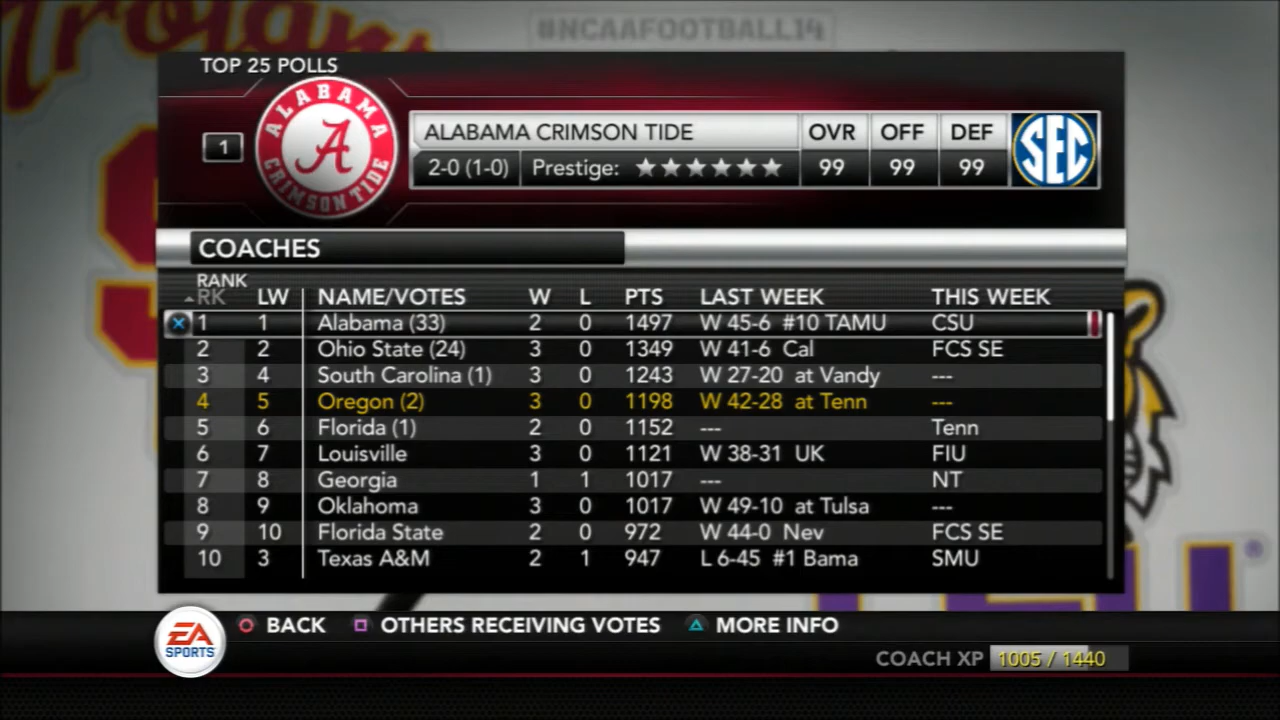 Trojans
#NCAAFOOTBALL14
TOP 25 POLLS
1
ALABAMA
A
CRIMSON TIDE
ALABAMA CRIMSON TIDE OVR OFF DEF
2-0 (1-0) Prestige: ★★★★★★ 99 99 99
SEC
COACHES
RANK
RK LW NAME/VOTES W L PTS LAST WEEK THIS WEEK
1 1 Alabama (33) 2 0 1497 W 45-6 #10 TAMU CSU
2 2 Ohio State (24) 3 0 1349 W 41-6 Cal FCS SE
3 4 South Carolina (1) 3 0 1243 W 27-20 at Vandy ---
4 5 Oregon (2) 3 0 1198 W 42-28 at Tenn ---
5 6 Florida (1) 2 0 1152 --- Tenn
6 7 Louisville 3 0 1121 W 38-31 UK FIU
7 8 Georgia 1 1 1017 --- NT
8 9 Oklahoma 3 0 1017 W 49-10 at Tulsa ---
9 10 Florida State 2 0 972 W 44-0 Nev FCS SE
10 3 Texas A&M 2 1 947 L 6-45 #1 Bama SMU
EA
SPORTS
BACK OTHERS RECEIVING VOTES MORE INFO
COACH XP 1005 / 1440